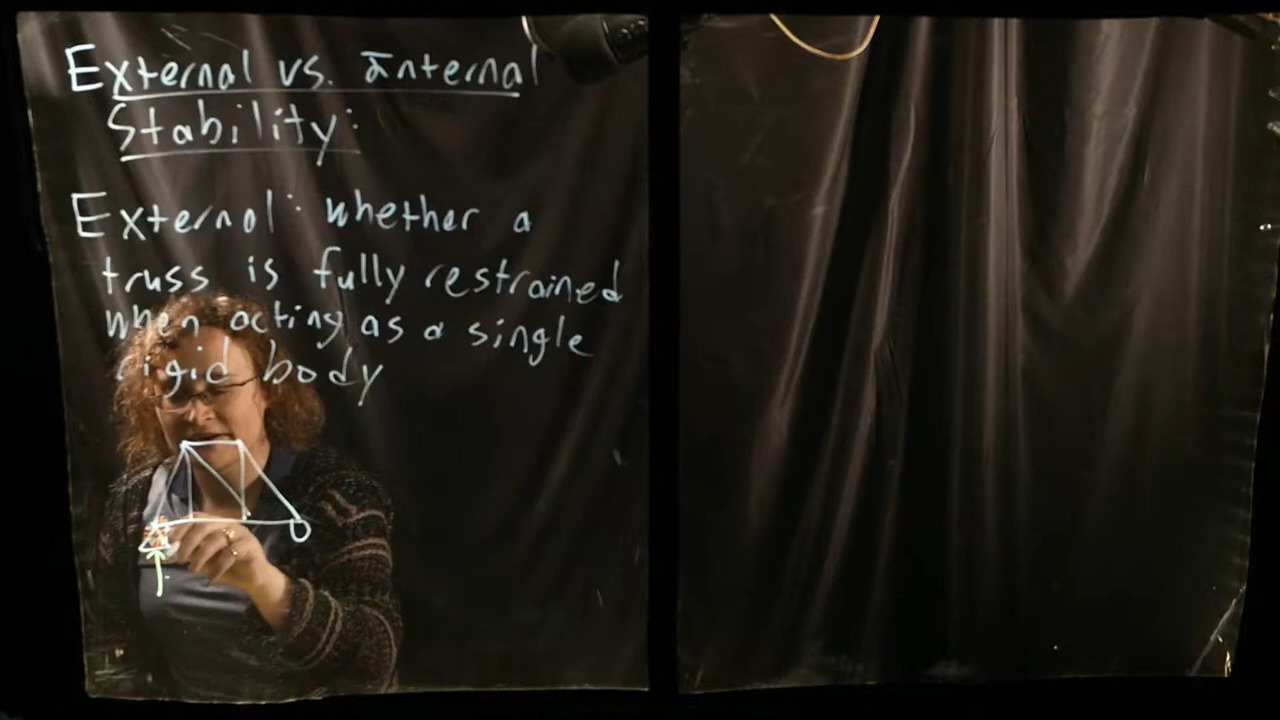 External vs. Internal
Stability:
External: whether a
truss is fully restrained
when acting as a single
rigid body